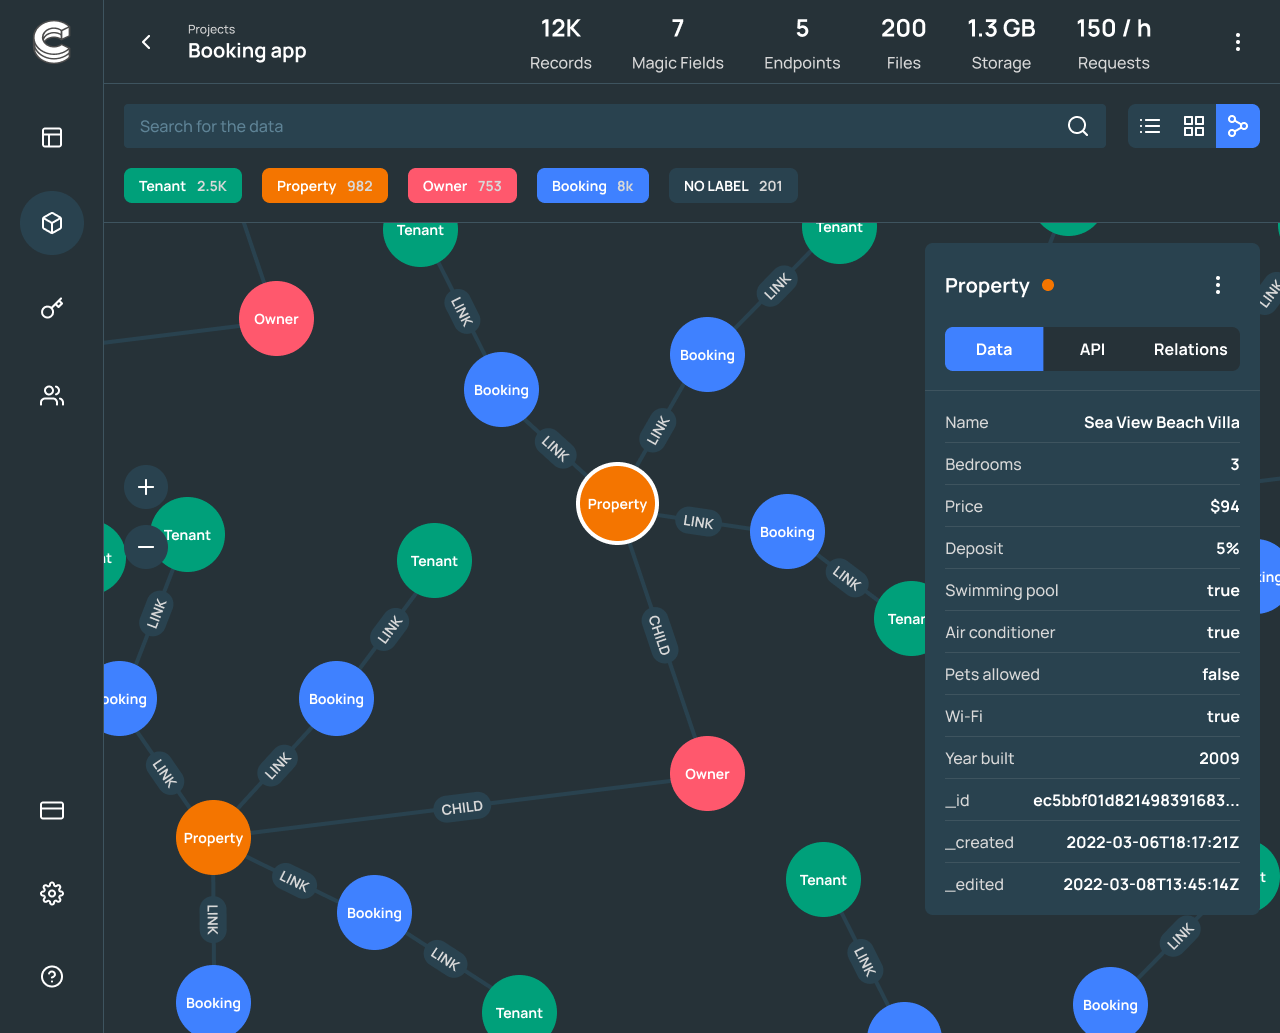 Projects
Booking app
12K
Records
7
Magic Fields
5
Endpoints
200
Files
1.3 GB
Storage
150 / h
Requests
Search for the data
Tenant 2.5K
Property 982
Owner 753
Booking 8k
NO LABEL 201
Tenant
Tenant
LINK
LINK
LINK
Owner
Booking
Booking
LINK
LINK
Property
LINK
Booking
LINK
Tenant
Tenant
LINK
LINK
CHILD
Booking
Booking
LINK
LINK
Owner
CHILD
Property
LINK
Booking
LINK
LINK
Booking
Tenant
Tenant
LINK
LINK
Booking
Property
Data
API
Relations
Name Sea View Beach Villa
Bedrooms 3
Price $94
Deposit 5%
Swimming pool true
Air conditioner true
Pets allowed false
Wi-Fi true
Year built 2009
_id ec5bbf01d821498391683...
_created 2022-03-06T18:17:21Z
_edited 2022-03-08T13:45:14Z